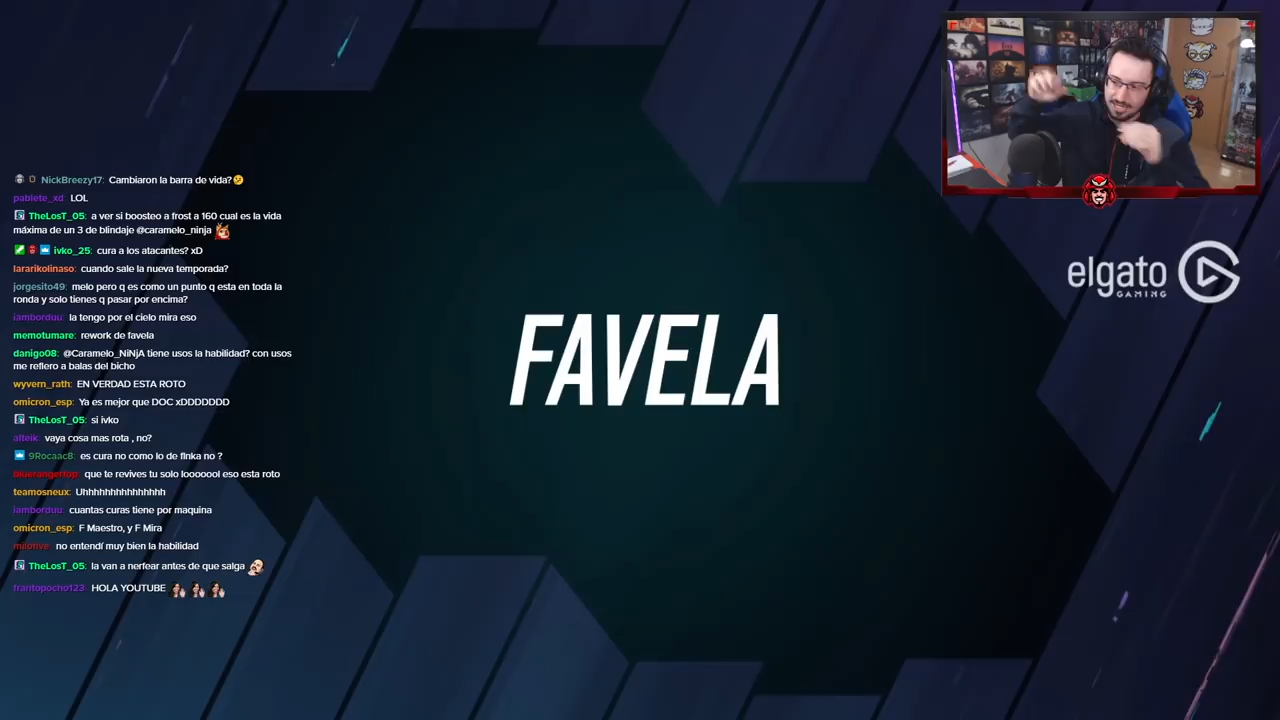 NickBreezy17: Cambiaron la barra de vida?
pablete_xd: LOL
TheLosT_05: a ver si boosteo a frost a 160 cual es la vida
máxima de un 3 de blindaje @caramelo_ninja
ivko_25: cura a los atacantes? xD
lararikolinaso: cuando sale la nueva temporada?
jorgesito49: melo pero q es como un punto q esta en toda la
ronda y solo tienes q pasar por encima?
iamborduu: la tengo por el cielo mira eso
memotumare: rework de favela
danigo08: @Caramelo_NiNjA tiene usos la habilidad? con usos
me refiero a balas del bicho
wyvern_rath: EN VERDAD ESTA ROTO
omicron_esp: Ya es mejor que DOC xDDDDDDD
TheLosT_05: si ivko
alteik: vaya cosa mas rota , no?
9Rocaac8: es cura no como lo de finka no ?
bluerangertop: que te revives tu solo looooool eso esta roto
teamosneux: Uhhhhhhhhhhhhhh
iamborduu: cuantas curas tiene por maquina
omicron_esp: F Maestro, y F Mira
no entendí muy bien la habilidad
TheLosT_05: la van a nerfear antes de que salga
frantopocho123: HOLA YOUTUBE
FAVELA
elgato
GAMING